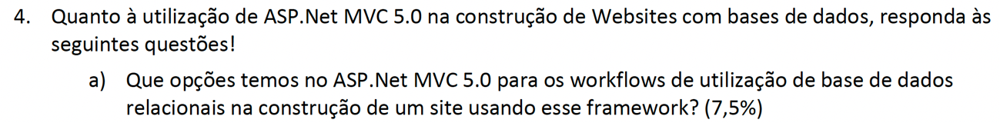 4. Quanto à utilização de ASP.Net MVC 5.0 na construção de Websites com bases de dados, responda às
seguintes questões!
a) Que opções temos no ASP.Net MVC 5.0 para os workflows de utilização de base de dados
relacionais na construção de um site usando esse framework? (7,5%)